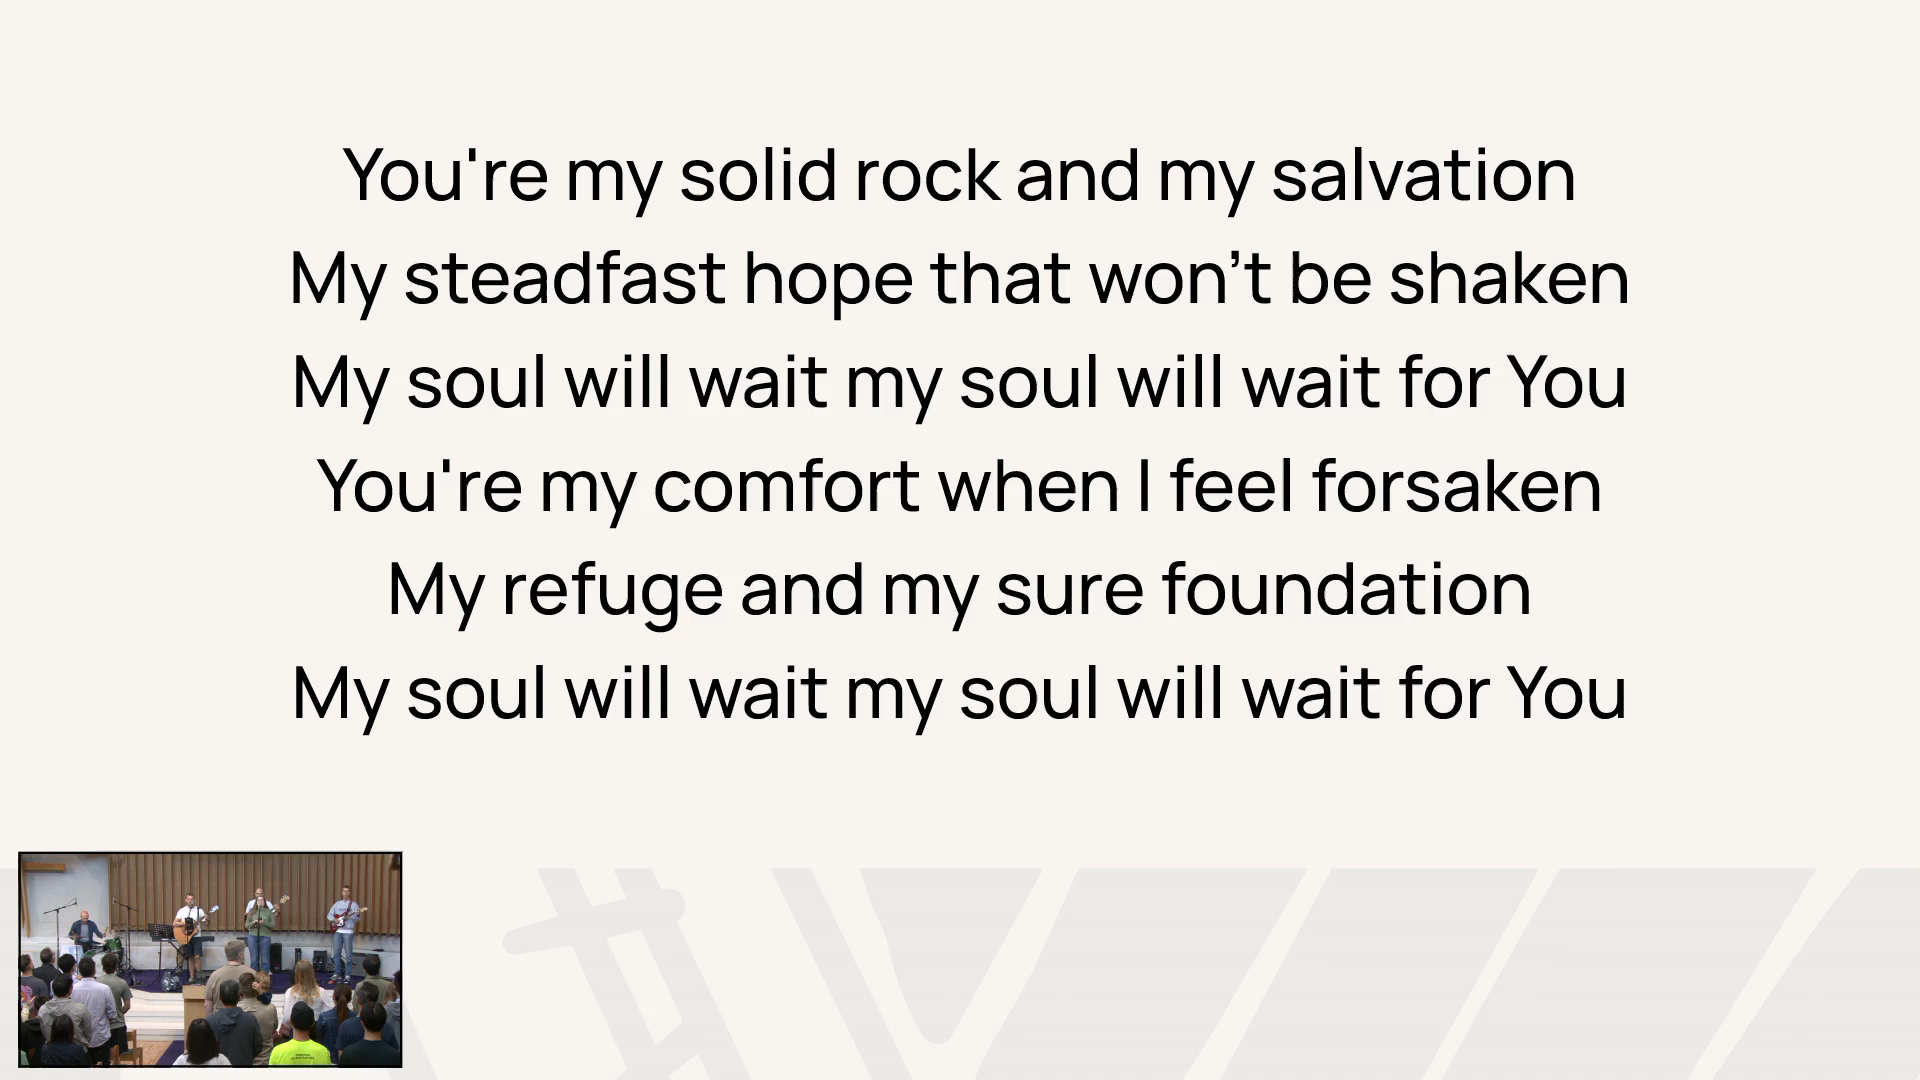 You're my solid rock and my salvation
My steadfast hope that won’t be shaken
My soul will wait my soul will wait for You
You're my comfort when I feel forsaken
My refuge and my sure foundation
My soul will wait my soul will wait for You